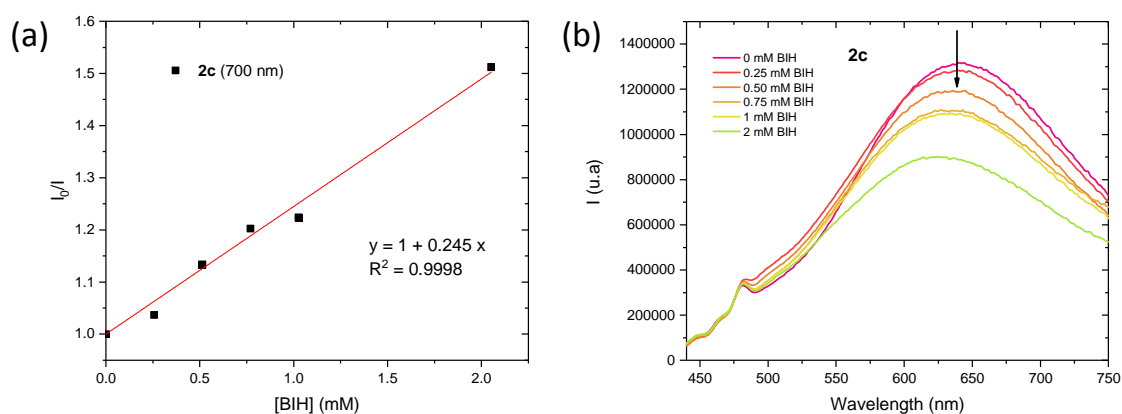 (a)
1.6
1.5
1.4
1.3
1.2
1.1
1.0
I₀/I
2c (700 nm)
y = 1 + 0.245 x
R² = 0.9998
0.0 0.5 1.0 1.5 2.0
[BIH] (mM)
(b)
1400000
1200000
1000000
800000
600000
400000
200000
0
I (u.a)
2c
0 mM BIH
0.25 mM BIH
0.50 mM BIH
0.75 mM BIH
1 mM BIH
2 mM BIH
450 500 550 600 650 700 750
Wavelength (nm)